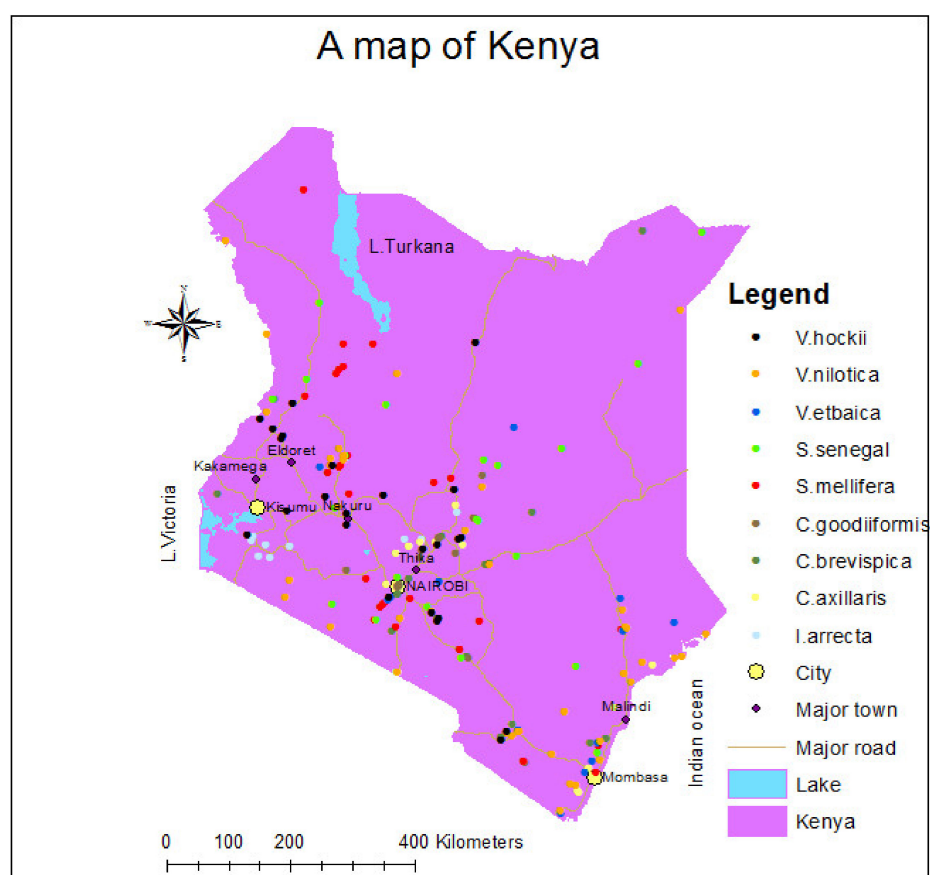 A map of Kenya
L.Turkana
N
W
E
S
Legend
V.hockii
V.nilotica
V.etbaica
S.senegal
S.mellifera
C.goodiiformis
C.brevispica
C.axillaris
I.arrecta
City
Major town
Major road
Lake
Kenya
Eldoret
Kakamega
Kisumu
Nakuru
L.Victoria
Thika
NAIROBI
Malindi
Mombasa
Indian ocean
0 100 200 400 Kilometers